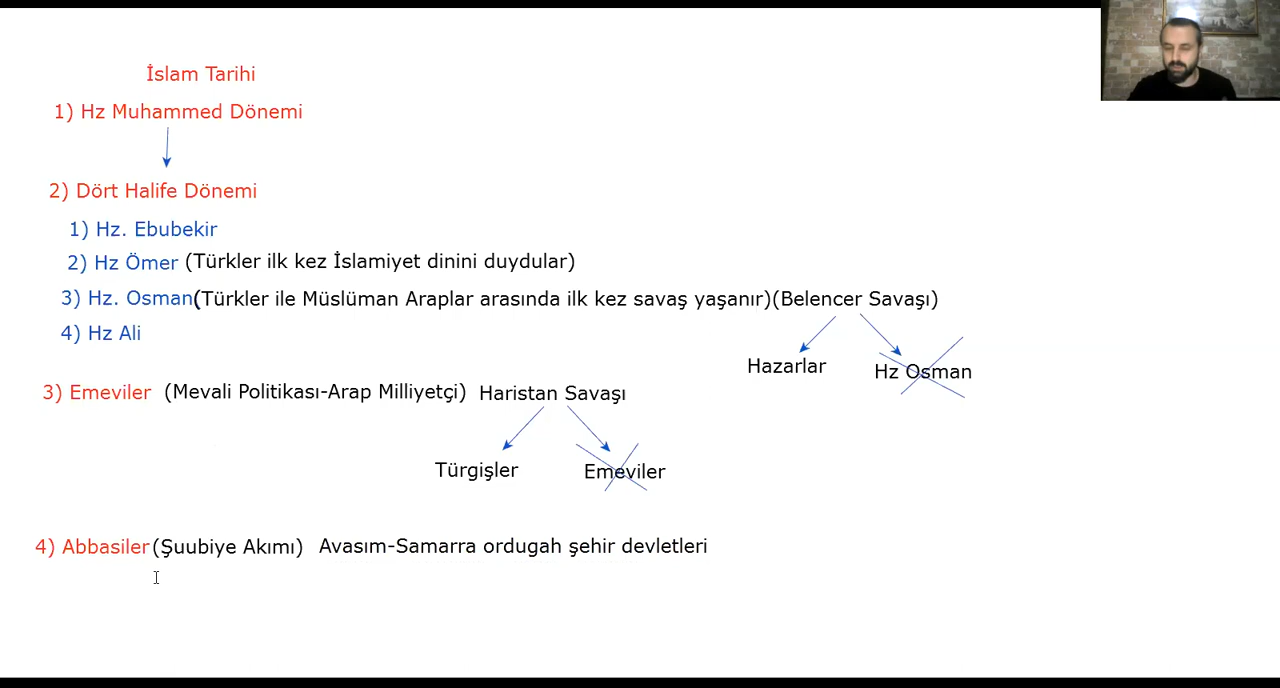 İslam Tarihi
1) Hz Muhammed Dönemi
2) Dört Halife Dönemi
1) Hz. Ebubekir
2) Hz Ömer (Türkler ilk kez İslamiyet dinini duydular)
3) Hz. Osman(Türkler ile Müslüman Araplar arasında ilk kez savaş yaşanır)(Belencer Savaşı)
4) Hz Ali
Hazarlar Hz Osman
3) Emeviler (Mevali Politikası-Arap Milliyetçi) Haristan Savaşı
Türgişler Emeviler
4) Abbasiler(Şuubiye Akımı) Avasım-Samarra ordugah şehir devletleri